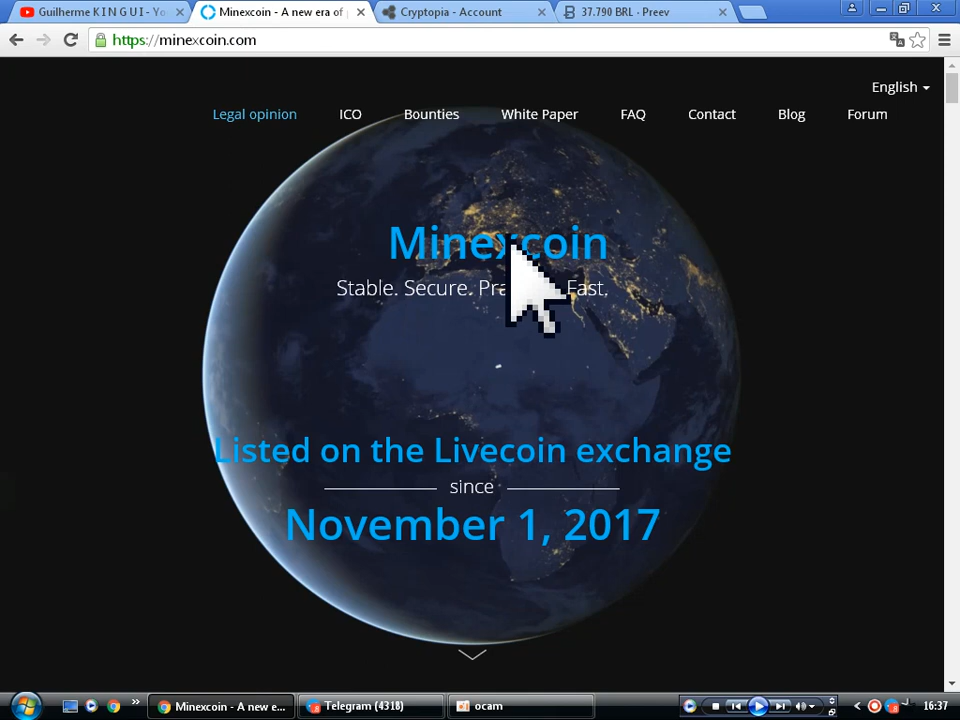 Guilherme K I N G U I - Yo
Minexcoin - A new era of
Cryptopia - Account
37.790 BRL - Preev
https://minexcoin.com
English
Legal opinion
ICO
Bounties
White Paper
FAQ
Contact
Blog
Forum
Minexcoin
Stable. Secure. Fast.
Listed on the Livecoin exchange
since
November 1, 2017
Minexcoin - A new e...
Telegram (4318)
ocam
16:37